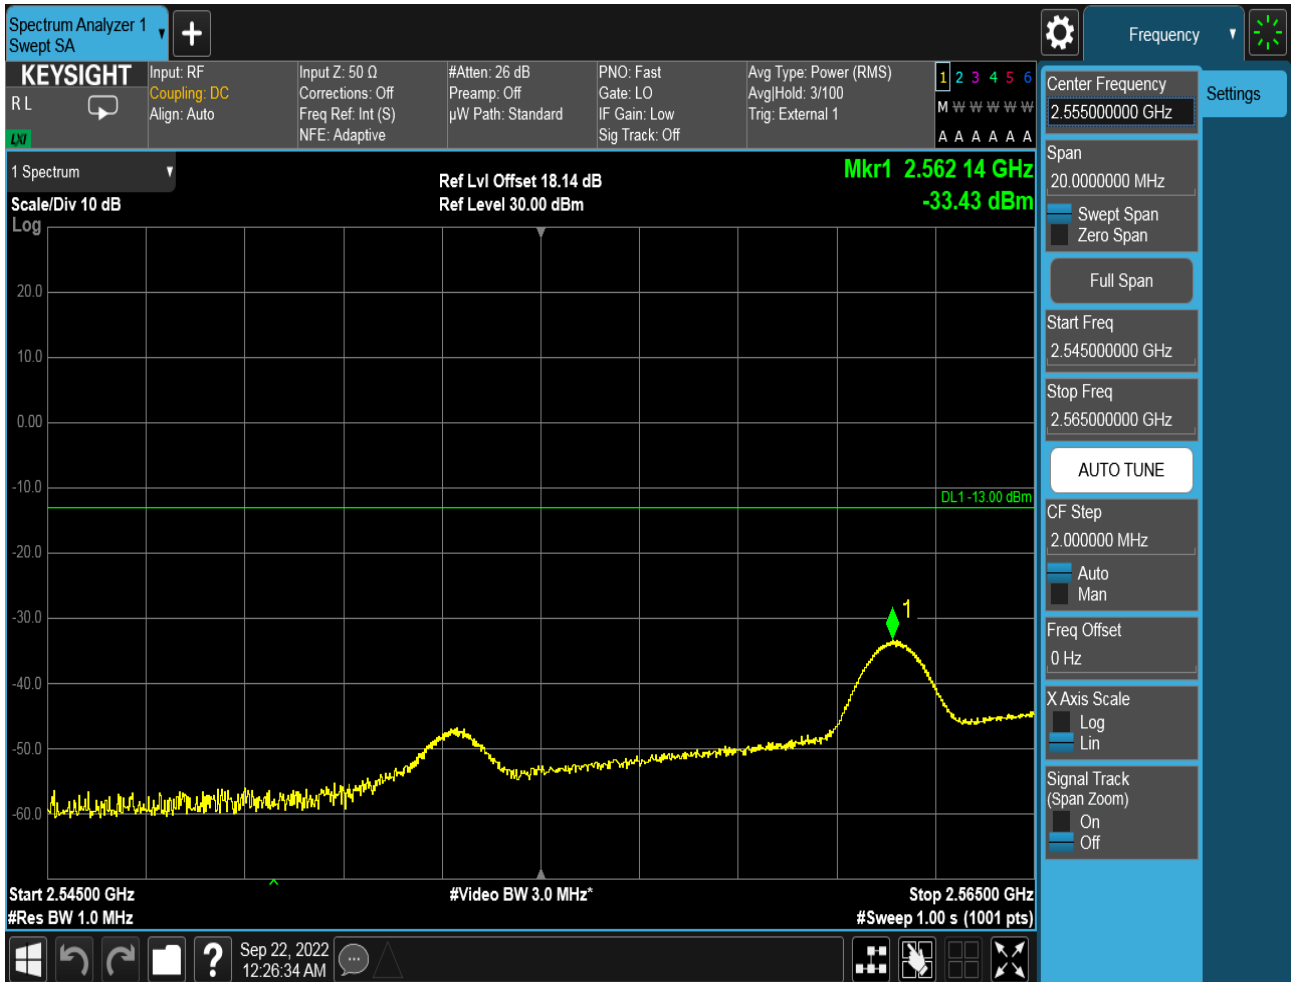 Spectrum Analyzer 1
Swept SA
Frequency
KEYSIGHT
R L
LXI
Input: RF
Coupling: DC
Align: Auto
Input Z: 50 Ω
Corrections: Off
Freq Ref: Int (S)
NFE: Adaptive
#Atten: 26 dB
Preamp: Off
µW Path: Standard
PNO: Fast
Gate: LO
IF Gain: Low
Sig Track: Off
Avg Type: Power (RMS)
Avg|Hold: 3/100
Trig: External 1
1 2 3 4 5 6
M W W W W W
A A A A A A
1 Spectrum
Scale/Div 10 dB
Log
Ref Lvl Offset 18.14 dB
Ref Level 30.00 dBm
Mkr1 2.562 14 GHz
-33.43 dBm
20.0
10.0
0.00
-10.0
-20.0
-30.0
-40.0
-50.0
-60.0
DL1 -13.00 dBm
1
Start 2.54500 GHz
#Res BW 1.0 MHz
#Video BW 3.0 MHz*
Stop 2.56500 GHz
#Sweep 1.00 s (1001 pts)
Sep 22, 2022
12:26:34 AM
Center Frequency
2.555000000 GHz
Settings
Span
20.0000000 MHz
Swept Span
Zero Span
Full Span
Start Freq
2.545000000 GHz
Stop Freq
2.565000000 GHz
AUTO TUNE
CF Step
2.000000 MHz
Auto
Man
Freq Offset
0 Hz
X Axis Scale
Log
Lin
Signal Track
(Span Zoom)
On
Off